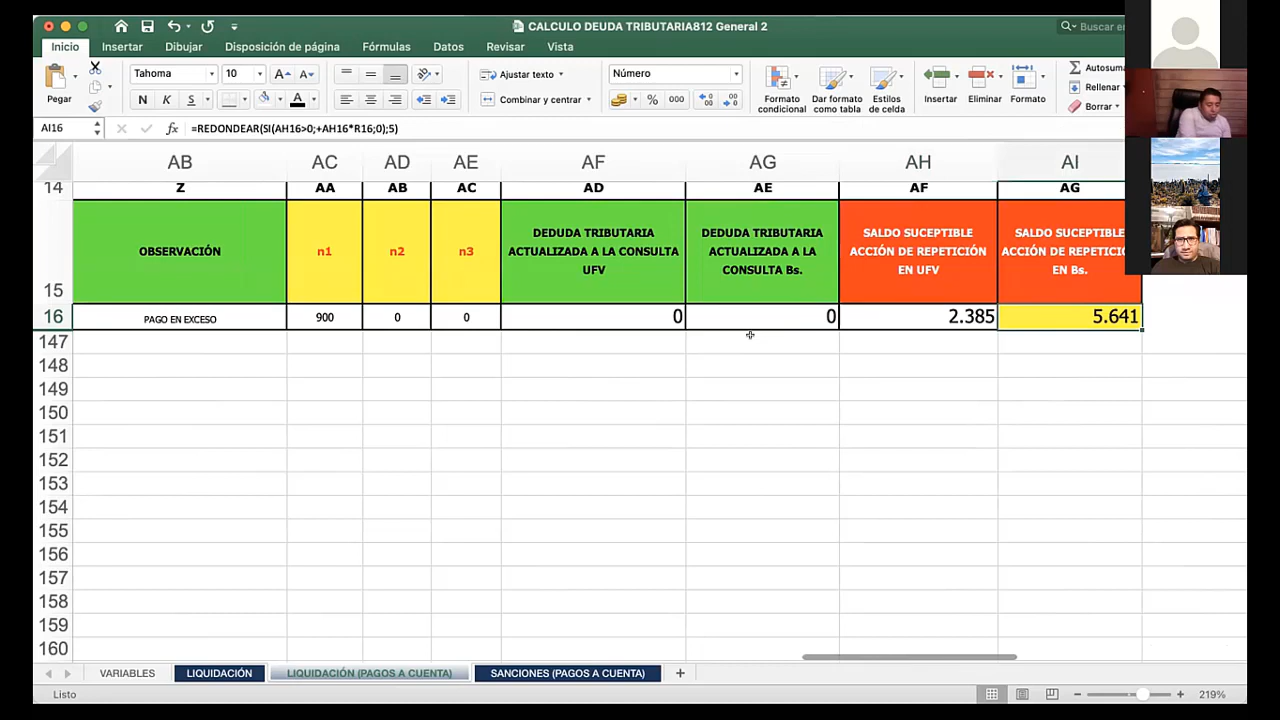 CALCULO DEUDA TRIBUTARIA812 General 2
Buscar en
Inicio Insertar Dibujar Disposición de página Fórmulas Datos Revisar Vista
Pegar
Tahoma 10
N K S
Ajustar texto
Combinar y centrar
Número
% 000
Formato condicional
Dar formato como tabla
Estilos de celda
Insertar
Eliminar
Formato
Autosuma
Rellenar
Borrar
AI16 fx =REDONDEAR(SI(AH16>0;+AH16*R16;0);5)
AB AC AD AE AF AG AH AI
14 Z AA AB AC AD AE AF AG
15 OBSERVACIÓN n1 n2 n3
DEDUDA TRIBUTARIA ACTUALIZADA A LA CONSULTA UFV
DEDUDA TRIBUTARIA ACTUALIZADA A LA CONSULTA Bs.
SALDO SUCEPTIBLE ACCIÓN DE REPETICIÓN EN UFV
SALDO SUCEPTIBLE ACCIÓN DE REPETICI EN Bs.
16 PAGO EN EXCESO 900 0 0 0 0 2.385 5.641
147
148
149
150
151
152
153
154
155
156
157
158
159
160
VARIABLES LIQUIDACIÓN LIQUIDACIÓN (PAGOS A CUENTA) SANCIONES (PAGOS A CUENTA) +
Listo 219%